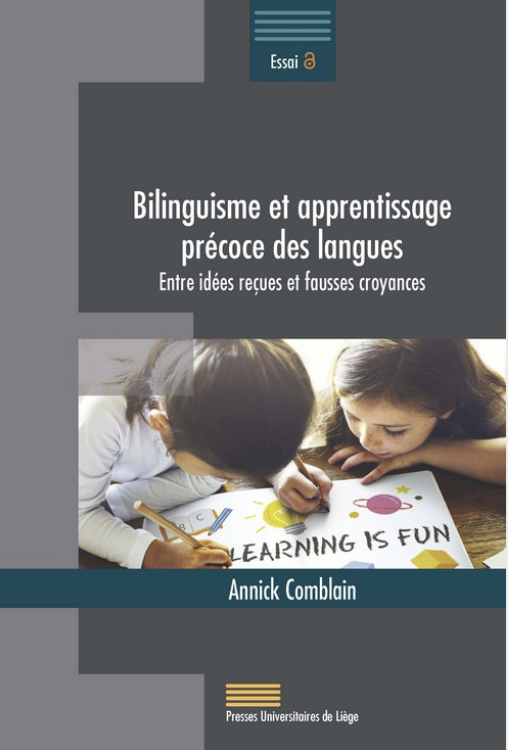 Essai
Bilinguisme et apprentissage
précoce des langues
Entre idées reçues et fausses croyances
A B C
LEARNING IS FUN
Annick Comblain
Presses Universitaires de Liège